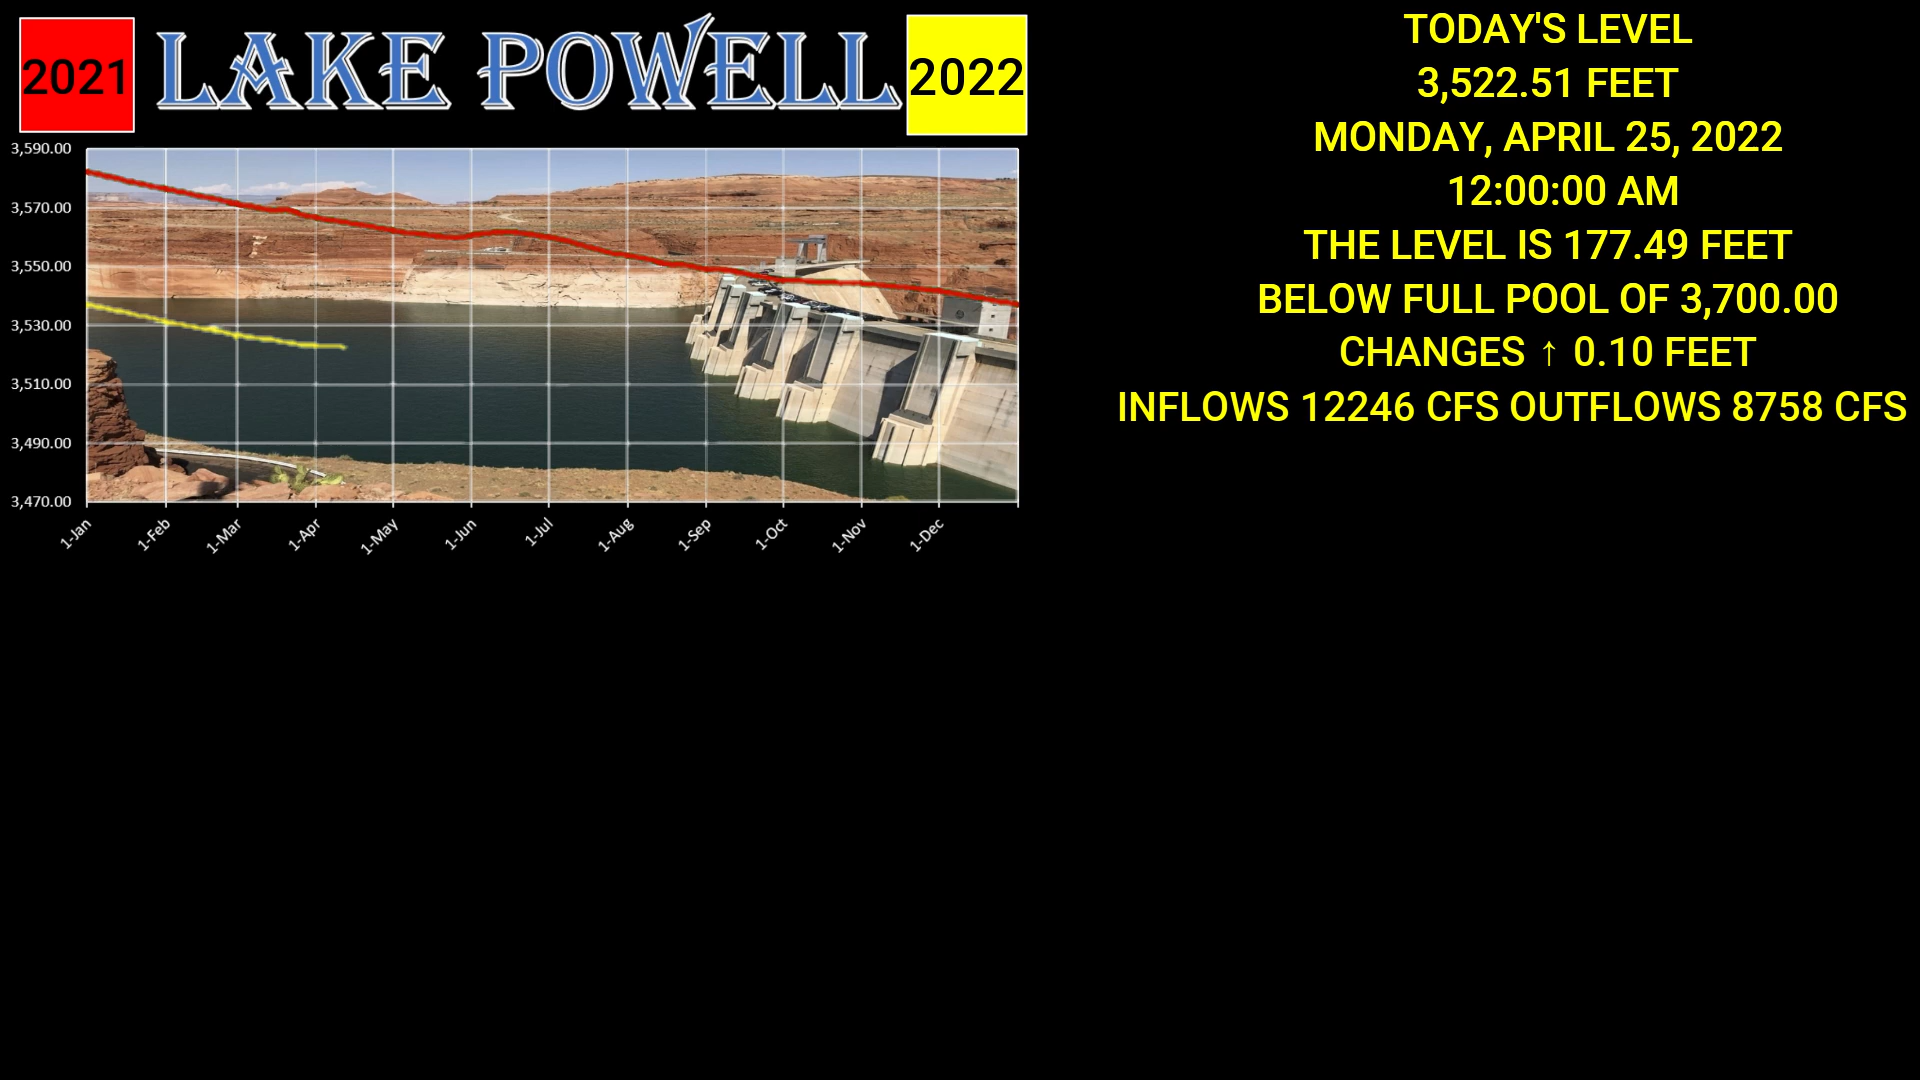 2021
LAKE POWELL
2022
TODAY'S LEVEL
3,522.51 FEET
MONDAY, APRIL 25, 2022
12:00:00 AM
THE LEVEL IS 177.49 FEET
BELOW FULL POOL OF 3,700.00
CHANGES ↑ 0.10 FEET
INFLOWS 12246 CFS OUTFLOWS 8758 CFS
3,590.00
3,570.00
3,550.00
3,530.00
3,510.00
3,490.00
3,470.00
1-Jan
1-Feb
1-Mar
1-Apr
1-May
1-Jun
1-Jul
1-Aug
1-Sep
1-Oct
1-Nov
1-Dec